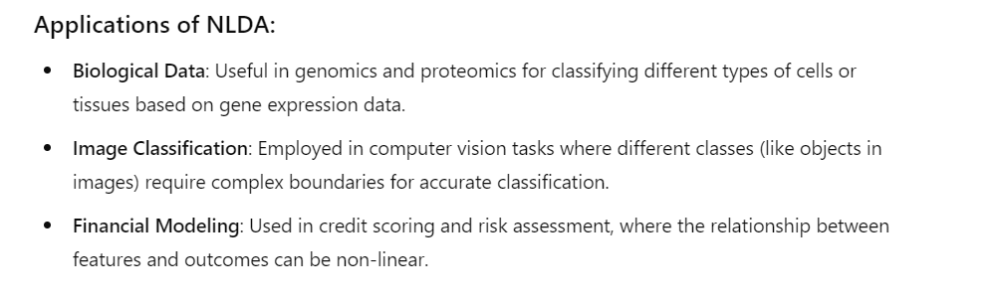 Applications of NLDA:
• Biological Data: Useful in genomics and proteomics for classifying different types of cells or
tissues based on gene expression data.
• Image Classification: Employed in computer vision tasks where different classes (like objects in
images) require complex boundaries for accurate classification.
• Financial Modeling: Used in credit scoring and risk assessment, where the relationship between
features and outcomes can be non-linear.